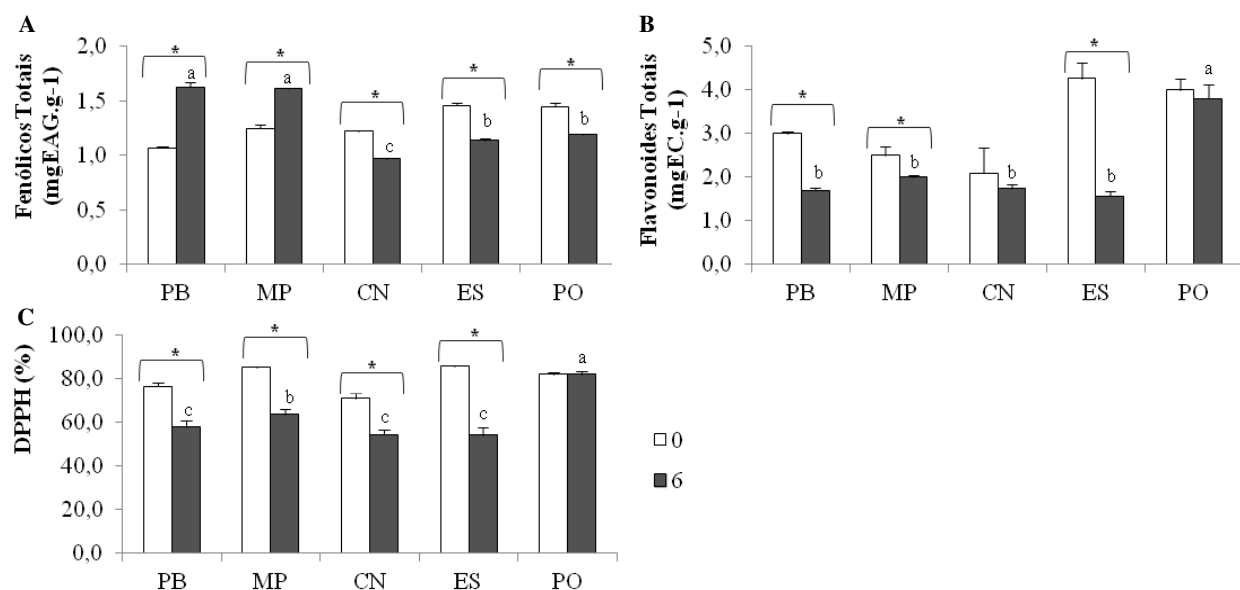 A
Fenólicos Totais
(mgEAG.g-1)
2,0
1,5
1,0
0,5
0,0
* * * * *
a a c b b
PB MP CN ES PO
B
Flavonoides Totais
(mgEC.g-1)
5,0
4,0
3,0
2,0
1,0
0,0
* * *
b b b b a
PB MP CN ES PO
C
DPPH (%)
100,0
80,0
60,0
40,0
20,0
0,0
* * * *
c b c c a
PB MP CN ES PO
0
6